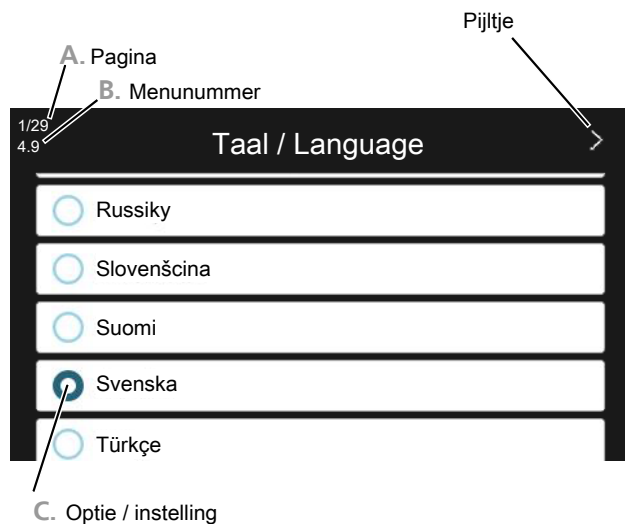 Pijltje
A. Pagina
B. Menunummer
1/29
4.9
Taal / Language
Russiky
Slovenšcina
Suomi
Svenska
Türkçe
C. Optie / instelling